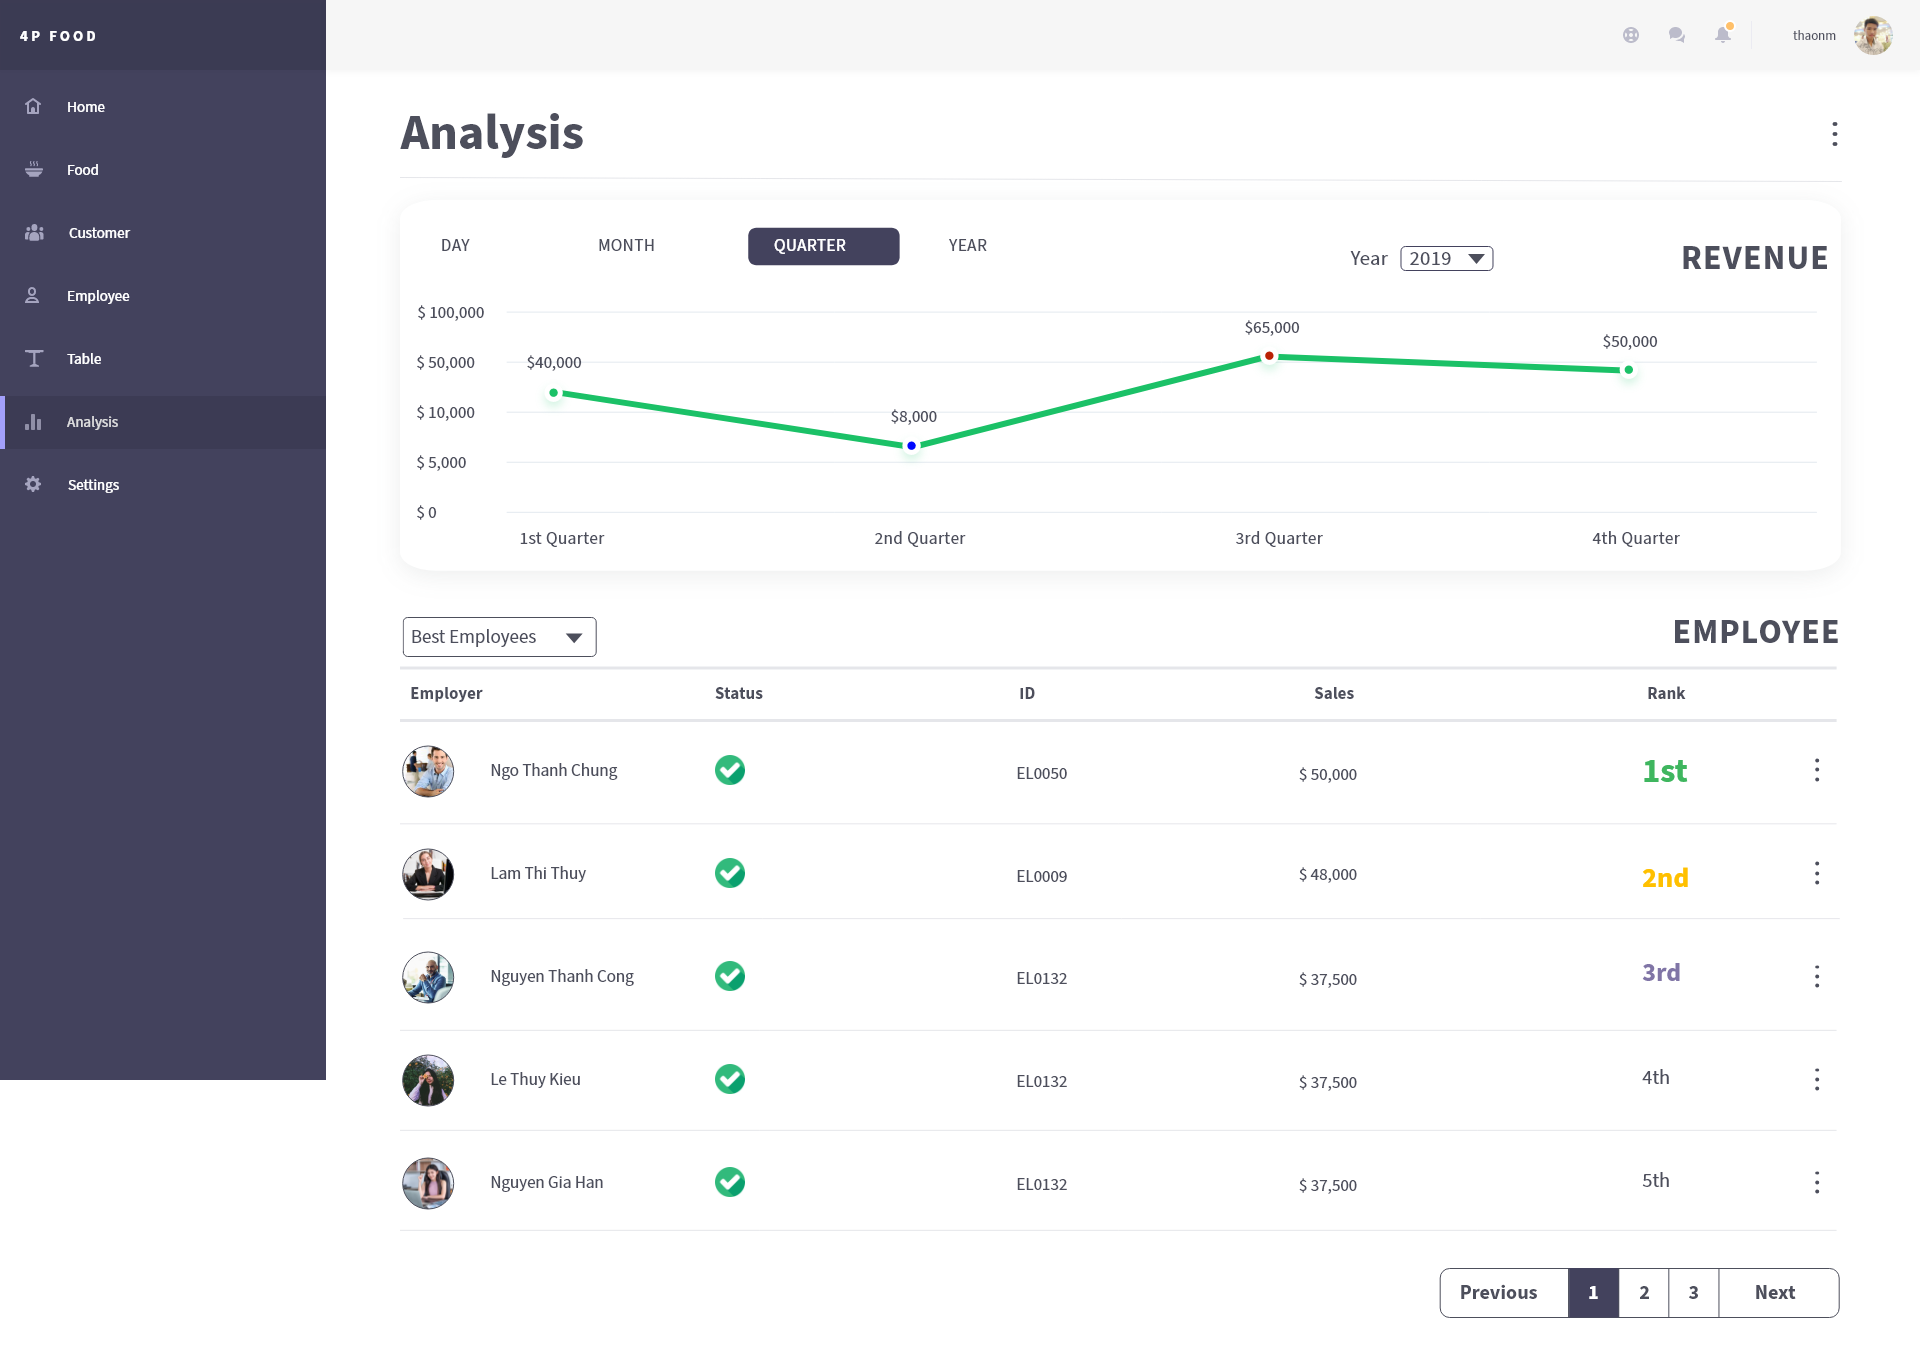 4P FOOD
thaonm
Home
Food
Customer
Employee
Table
Analysis
Settings
Analysis
DAY MONTH QUARTER YEAR
Year 2019
REVENUE
$ 100,000
$ 50,000
$ 10,000
$ 5,000
$ 0
$40,000
$8,000
$65,000
$50,000
1st Quarter 2nd Quarter 3rd Quarter 4th Quarter
Best Employees
EMPLOYEE
Employer Status ID Sales Rank
Ngo Thanh Chung EL0050 $ 50,000 1st
Lam Thi Thuy EL0009 $ 48,000 2nd
Nguyen Thanh Cong EL0132 $ 37,500 3rd
Le Thuy Kieu EL0132 $ 37,500 4th
Nguyen Gia Han EL0132 $ 37,500 5th
Previous 1 2 3 Next